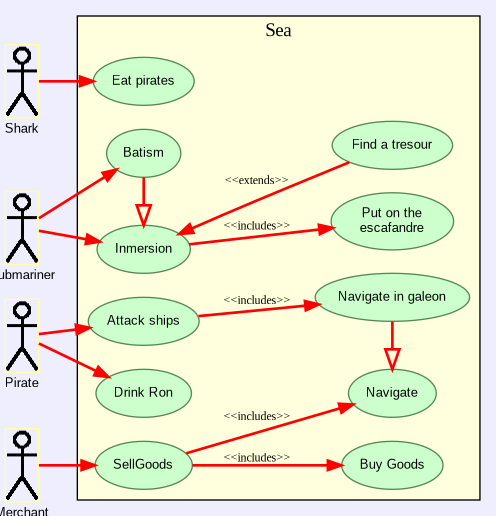 Sea
Eat pirates
Shark
Batism
Find a tresour
<<extends>>
Put on the
escafandre
<<includes>>
Inmersion
ubmariner
Navigate in galeon
<<includes>>
Attack ships
Pirate
Drink Ron
Navigate
<<includes>>
SellGoods
<<includes>>
Buy Goods
Merchant